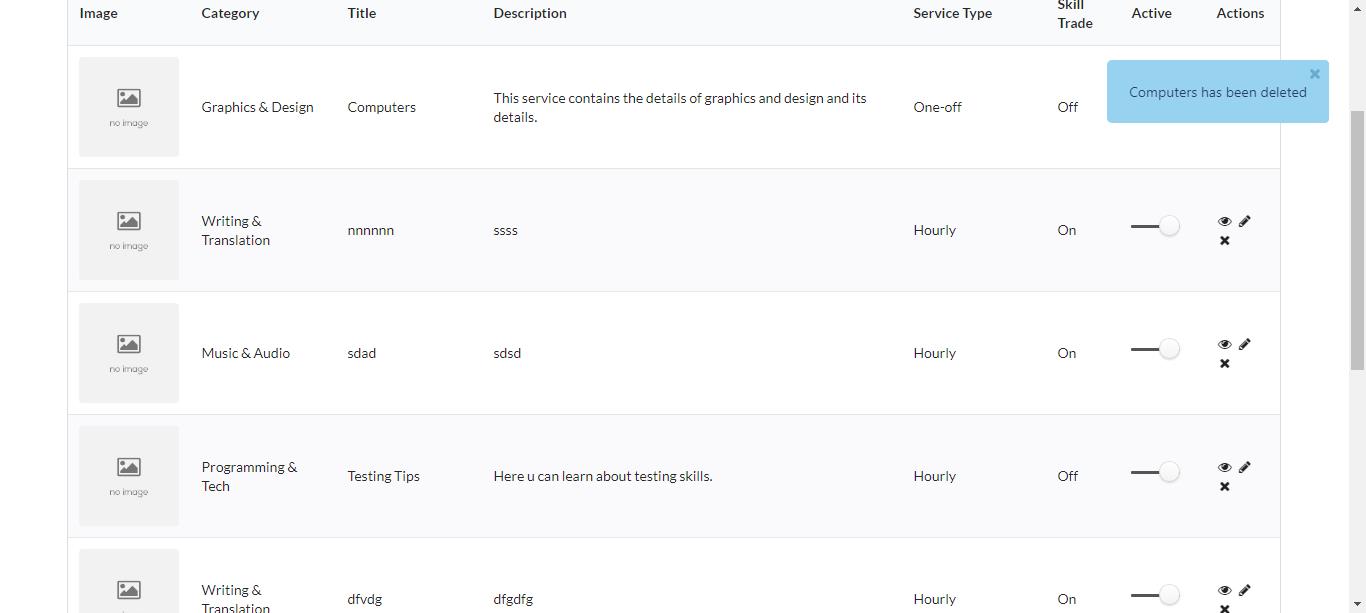 Image Category Title Description Service Type Skill Trade Active Actions
no image Graphics & Design Computers This service contains the details of graphics and design and its
details. One-off Off
Computers has been deleted
no image Writing &
Translation nnnnnn ssss Hourly On
no image Music & Audio sdad sdsd Hourly On
no image Programming &
Tech Testing Tips Here u can learn about testing skills. Hourly Off
Writing &
Translation dfvdg dfgdfg Hourly On